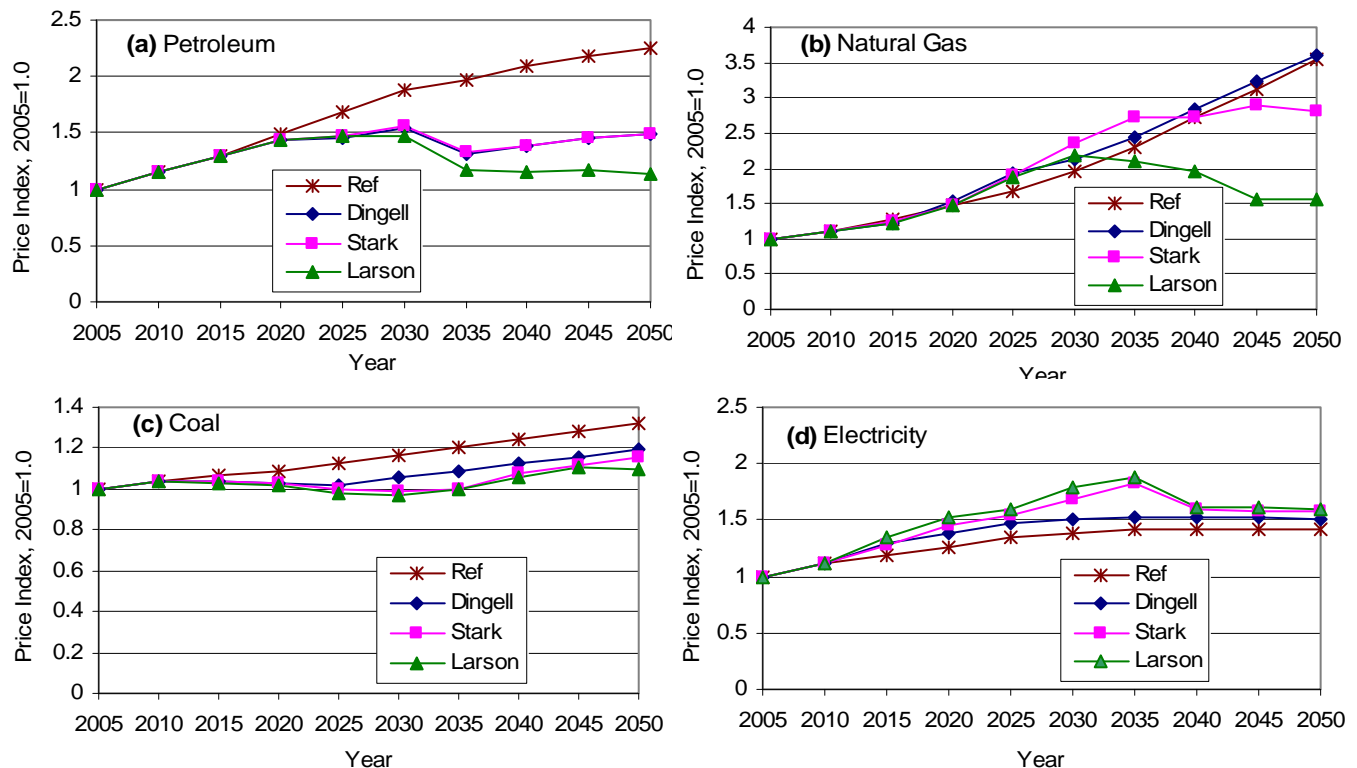 (a) Petroleum
Price Index, 2005=1.0
2.5
2
1.5
1
0.5
0
Ref
Dingell
Stark
Larson
2005 2010 2015 2020 2025 2030 2035 2040 2045 2050
Year
(b) Natural Gas
Price Index, 2005=1.0
4
3.5
3
2.5
2
1.5
1
0.5
0
Ref
Dingell
Stark
Larson
2005 2010 2015 2020 2025 2030 2035 2040 2045 2050
Year
(c) Coal
Price Index, 2005=1.0
1.4
1.2
1
0.8
0.6
0.4
0.2
0
Ref
Dingell
Stark
Larson
2005 2010 2015 2020 2025 2030 2035 2040 2045 2050
Year
(d) Electricity
Price Index, 2005=1.0
2.5
2
1.5
1
0.5
0
Ref
Dingell
Stark
Larson
2005 2010 2015 2020 2025 2030 2035 2040 2045 2050
Year